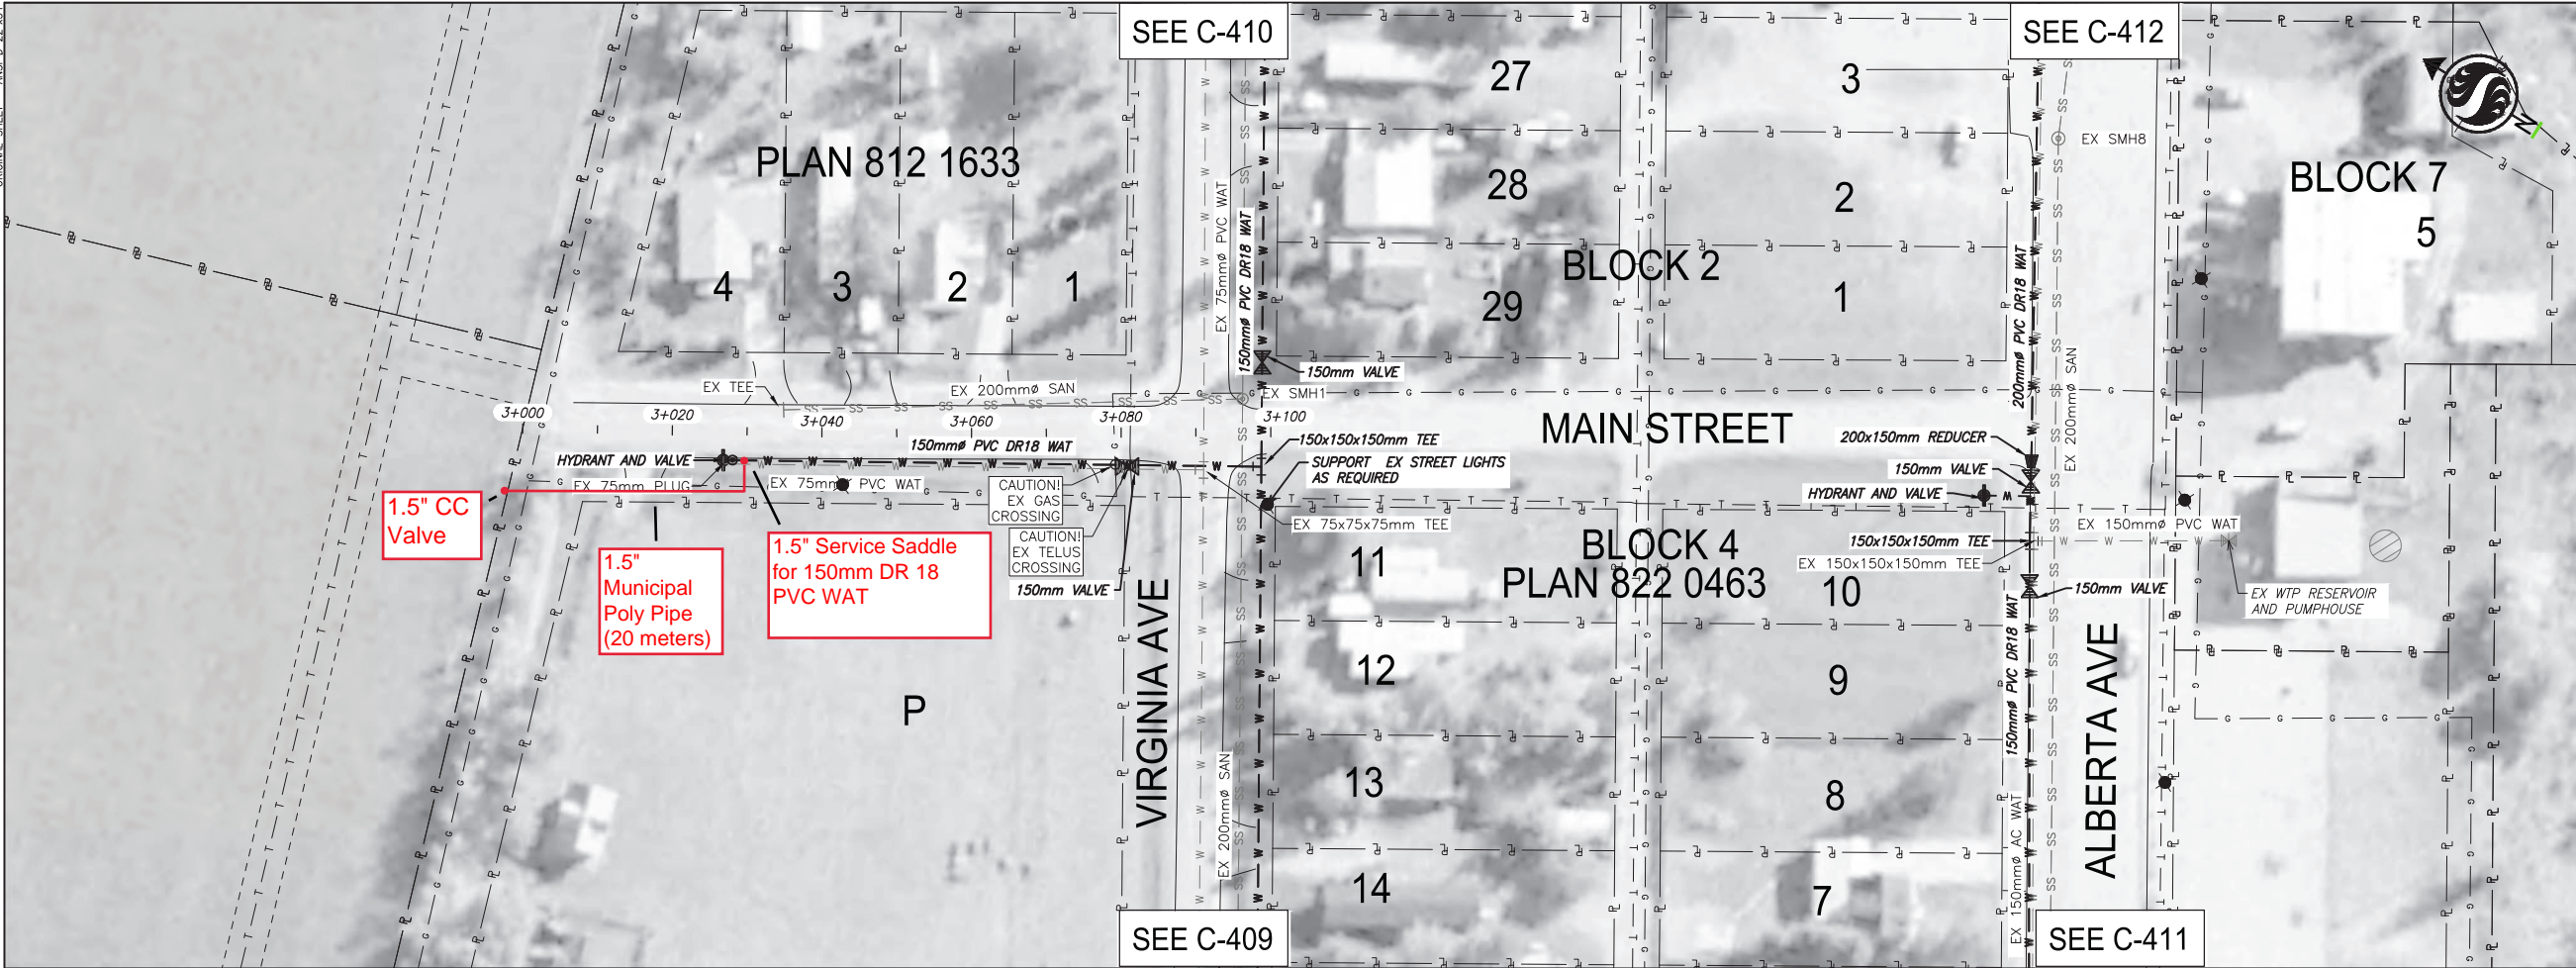 SEE C-410
SEE C-412
27
3
EX SMH8
PLAN 812 1633
28
2
BLOCK 7
5
EX 75mmø PVC WAT
150mmø PVC DR18 WAT
BLOCK 2
200mmø PVC DR18 WAT
4
3
2
1
29
1
150mm VALVE
EX TEE
EX 200mmø SAN
EX SMH1
EX 200mmø SAN
3+000
3+020
3+040
3+060
3+080
3+100
MAIN STREET
150mmø PVC DR18 WAT
150x150x150mm TEE
200x150mm REDUCER
HYDRANT AND VALVE
SUPPORT EX STREET LIGHTS
AS REQUIRED
150mm VALVE
EX 75mm PLUG
EX 75mmø PVC WAT
CAUTION!
EX GAS
CROSSING
HYDRANT AND VALVE
1.5" CC
Valve
EX 75x75x75mm TEE
EX 150mmø PVC WAT
CAUTION!
EX TELUS
CROSSING
1.5" Service Saddle
for 150mm DR 18
PVC WAT
1.5"
Municipal
Poly Pipe
(20 meters)
BLOCK 4
PLAN 822 0463
150x150x150mm TEE
EX 150x150x150mm TEE
11
10
150mm VALVE
150mm VALVE
EX WTP RESERVOIR
AND PUMPHOUSE
VIRGINIA AVE
12
9
150mmø PVC DR18 WAT
ALBERTA AVE
P
13
8
EX 200mmø SAN
EX 150mmø AC WAT
14
7
SEE C-409
SEE C-411
N